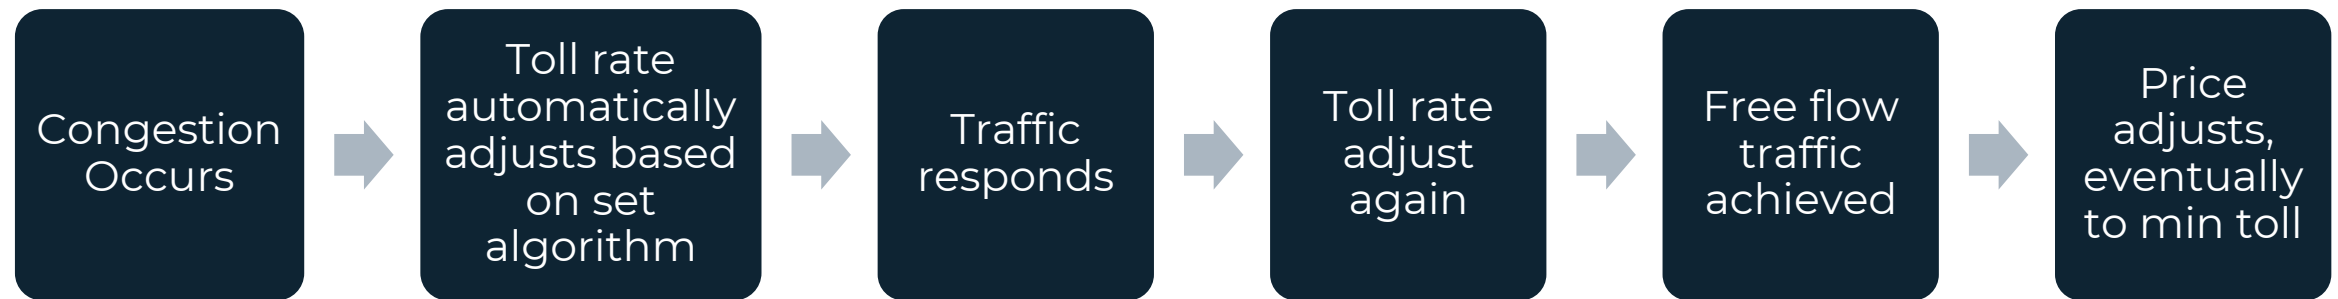 Congestion
Occurs
Toll rate
automatically
adjusts based
on set
algorithm
Traffic
responds
Toll rate
adjust
again
Free flow
traffic
achieved
Price
adjusts,
eventually
to min toll